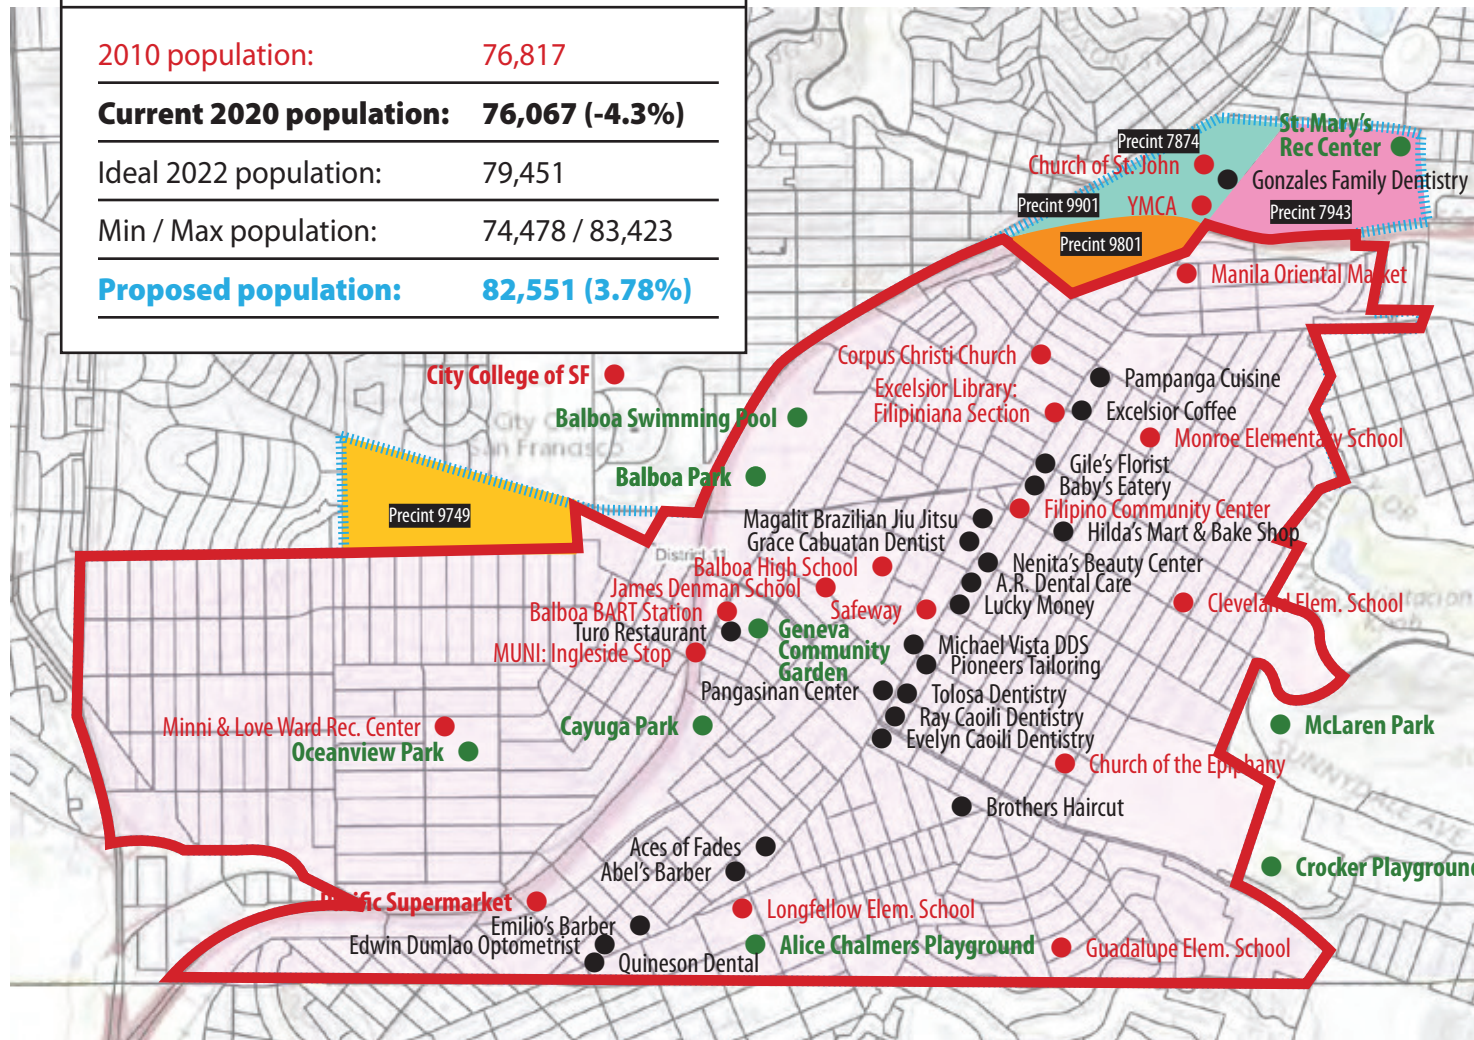 2010 population: 76,817
Current 2020 population: 76,067 (-4.3%)
Ideal 2022 population: 79,451
Min / Max population: 74,478 / 83,423
Proposed population: 82,551 (3.78%)
St. Mary's
Rec Center
Precint 7874
Church of St. John
Gonzales Family Dentistry
Precint 9901
YMCA
Precint 7943
Precint 9801
Manila Oriental Market
Corpus Christi Church
City College of SF
Pampanga Cuisine
Excelsior Library:
Filipiniana Section
Excelsior Coffee
Balboa Swimming Pool
City
San Francisco
Monroe Elementary School
Gile's Florist
Balboa Park
Baby's Eatery
Precint 9749
Filipino Community Center
Magalit Brazilian Jiu Jitsu
Hilda's Mart & Bake Shop
Grace Cabuatan Dentist
District 11
Nenita's Beauty Center
Balboa High School
A.R. Dental Care
James Denman School
Lucky Money
Cleveland Elem. School
Balboa BART Station
Safeway
Turo Restaurant
Geneva
Community
Garden
Michael Vista DDS
MUNI: Ingleside Stop
Pioneers Tailoring
Pangasinan Center
Tolosa Dentistry
Ray Caoili Dentistry
Minni & Love Ward Rec. Center
Cayuga Park
McLaren Park
Evelyn Caoili Dentistry
Oceanview Park
Church of the Epiphany
SUNNYDALE AVE
Brothers Haircut
Aces of Fades
Abel's Barber
Crocker Playground
Supermarket
Longfellow Elem. School
Emilio's Barber
Edwin Dumlao Optometrist
Alice Chalmers Playground
Guadalupe Elem. School
Quineson Dental